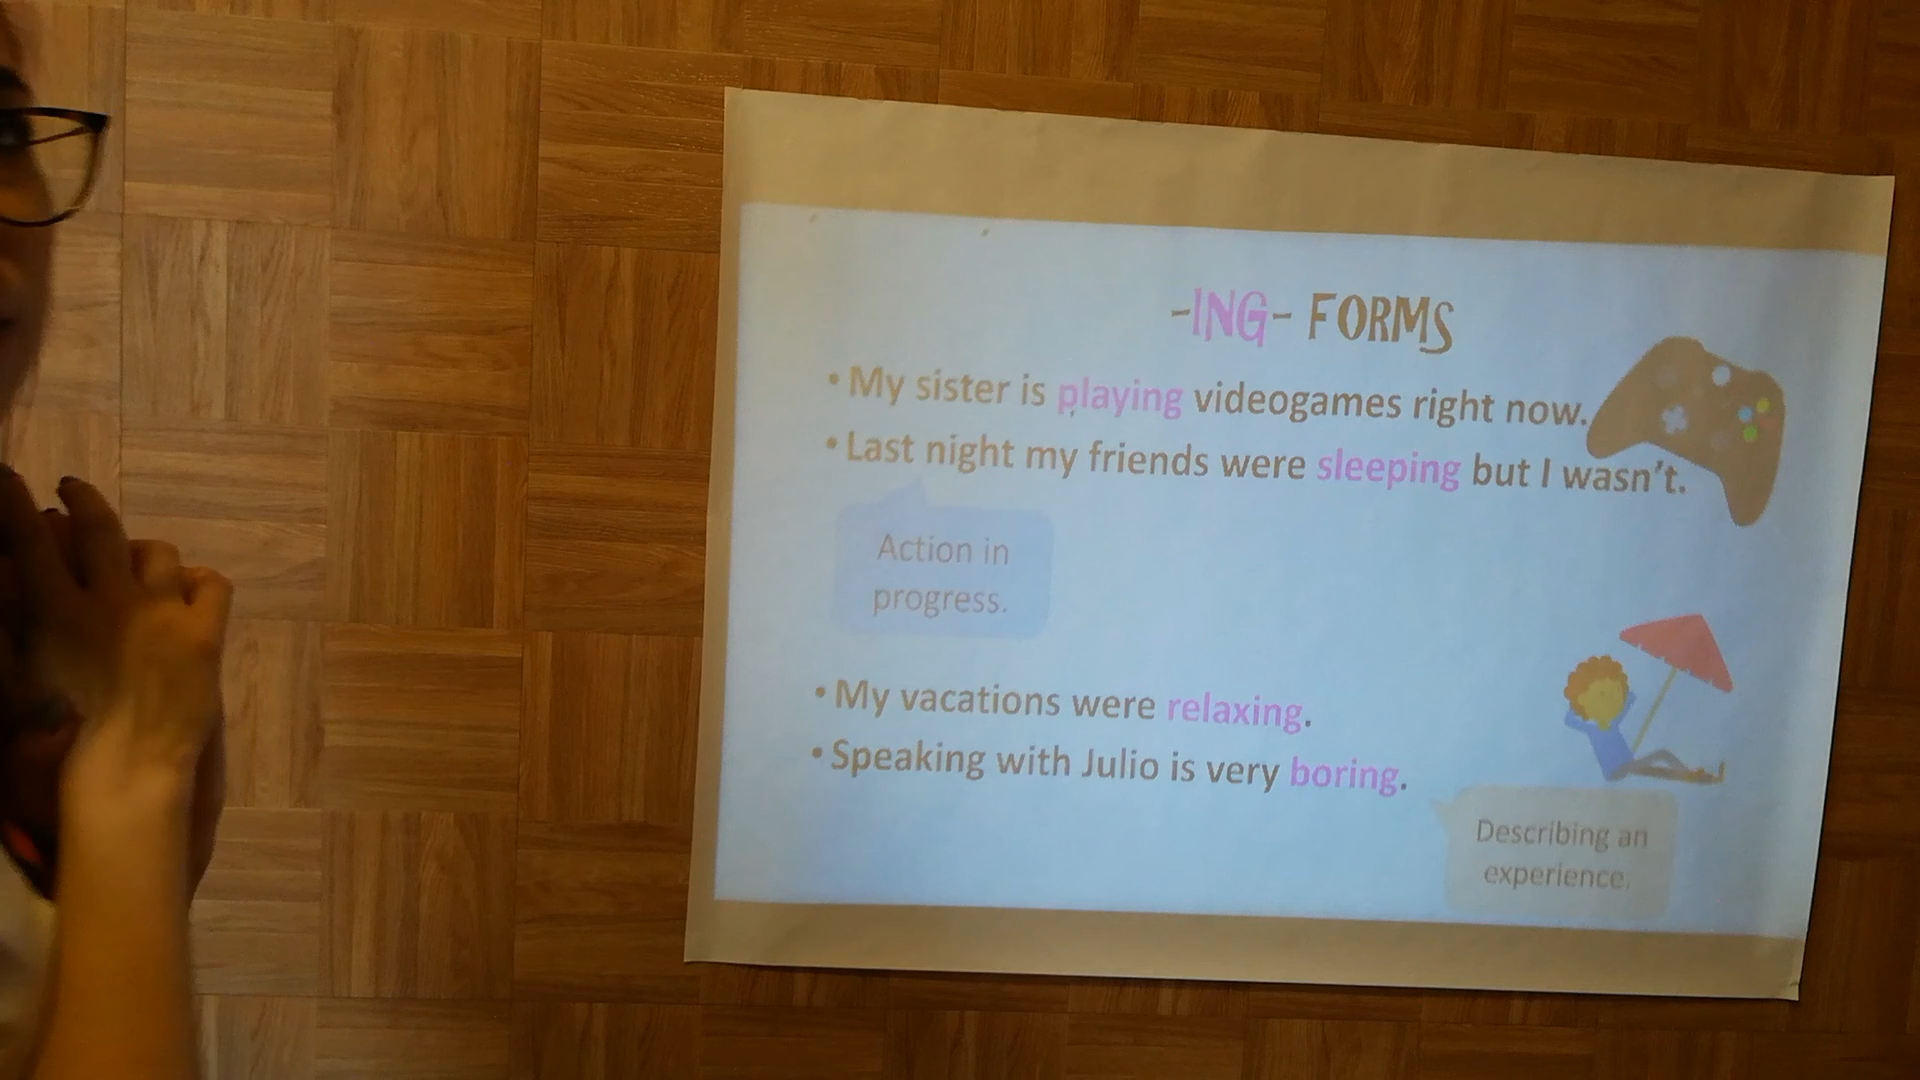 -ING- FORMS
• My sister is playing videogames right now.
• Last night my friends were sleeping but I wasn't.
Action in
progress.
• My vacations were relaxing.
• Speaking with Julio is very boring.
Describing an
experience.